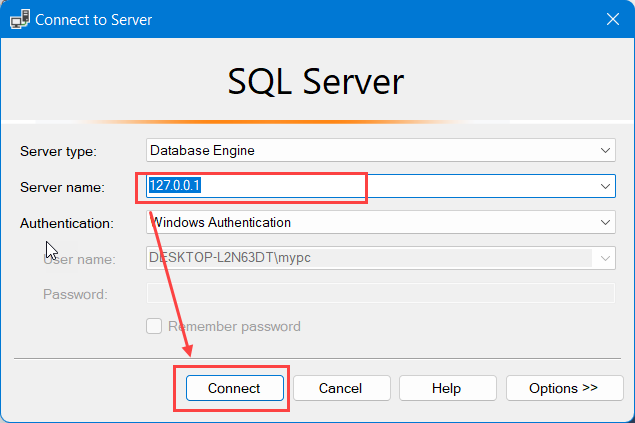 Connect to Server
SQL Server
Server type: Database Engine
Server name: 127.0.0.1
Authentication: Windows Authentication
User name: DESKTOP-L2N63DT\mypc
Password:
Remember password
Connect Cancel Help Options >>